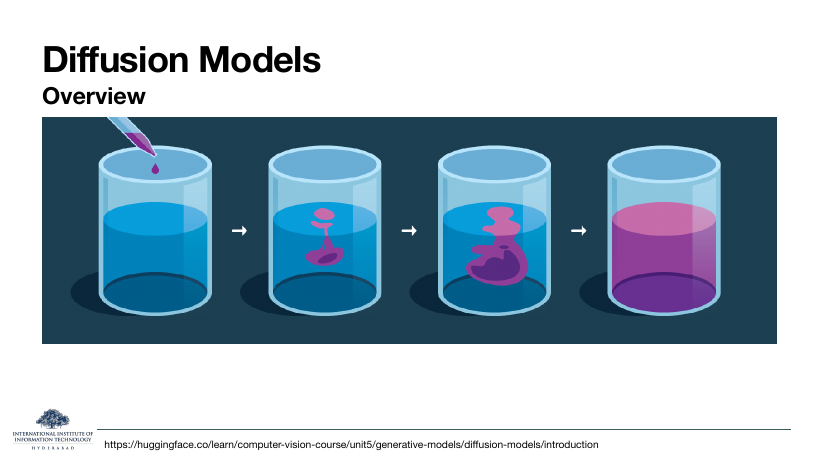 Diffusion Models
Overview
INTERNATIONAL INSTITUTE OF
INFORMATION TECHNOLOGY
HYDERABAD
https://huggingface.co/learn/computer-vision-course/unit5/generative-models/diffusion-models/introduction